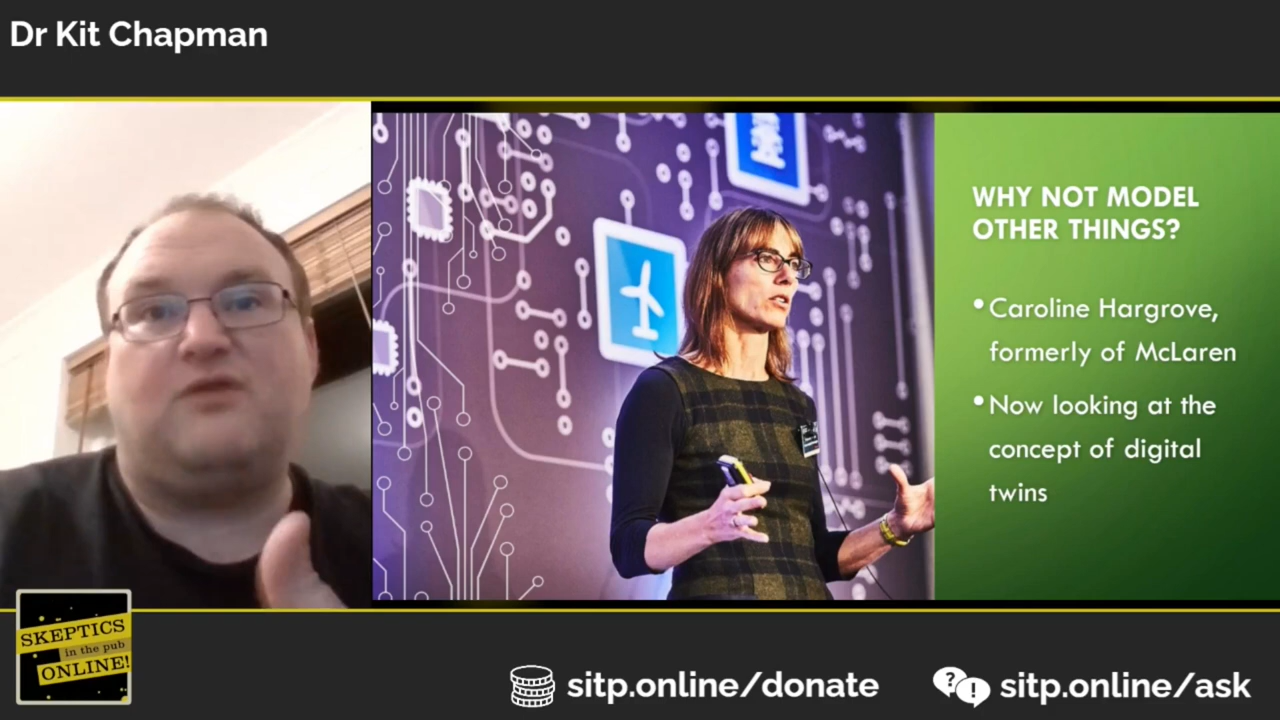 Dr Kit Chapman
WHY NOT MODEL
OTHER THINGS?
• Caroline Hargrove,
formerly of McLaren
• Now looking at the
concept of digital
twins
SKEPTICS
in the pub
ONLINE!
sitp.online/donate
? !
sitp.online/ask